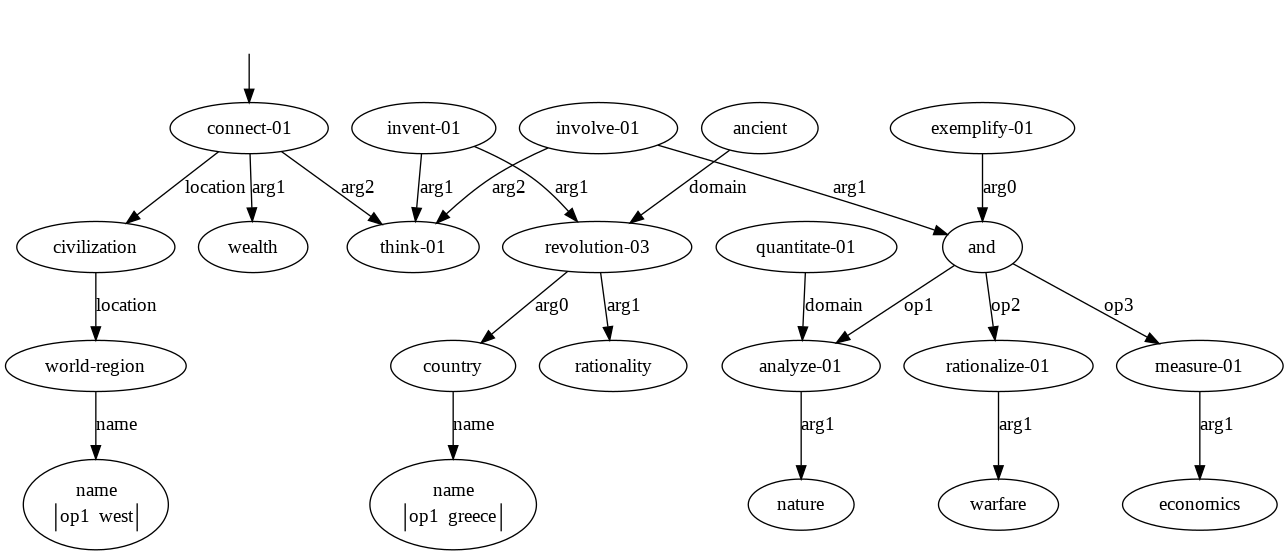 connect-01
invent-01
involve-01
ancient
exemplify-01
location
arg1
arg2
arg1
arg2
arg1
domain
arg1
arg0
civilization
wealth
think-01
revolution-03
quantitate-01
and
location
arg0
arg1
domain
op1
op2
op3
world-region
country
rationality
analyze-01
rationalize-01
measure-01
name
name
arg1
arg1
arg1
name
op1 west
name
op1 greece
nature
warfare
economics